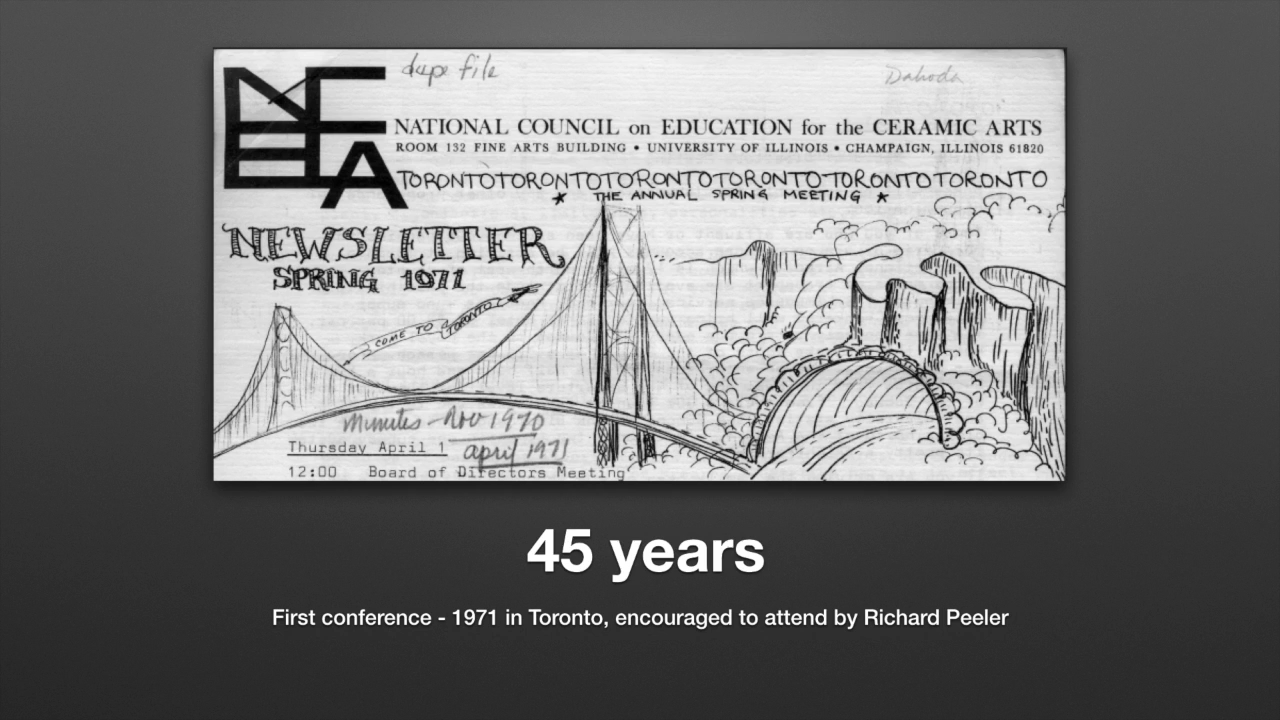 dupe file
NCECA
NATIONAL COUNCIL on EDUCATION for the CERAMIC ARTS
ROOM 132 FINE ARTS BUILDING • UNIVERSITY OF ILLINOIS • CHAMPAIGN, ILLINOIS 61820
TORONTOTORONTOTORONTOTORONTO-TORONTOTORONTO
★ THE ANNUAL SPRING MEETING ★
NEWSLETTER
SPRING 1971
COME TO TORONTO
Minutes - Nov 1970
Thursday April 1
april 1971
12:00 Board of Directors Meeting
45 years
First conference - 1971 in Toronto, encouraged to attend by Richard Peeler